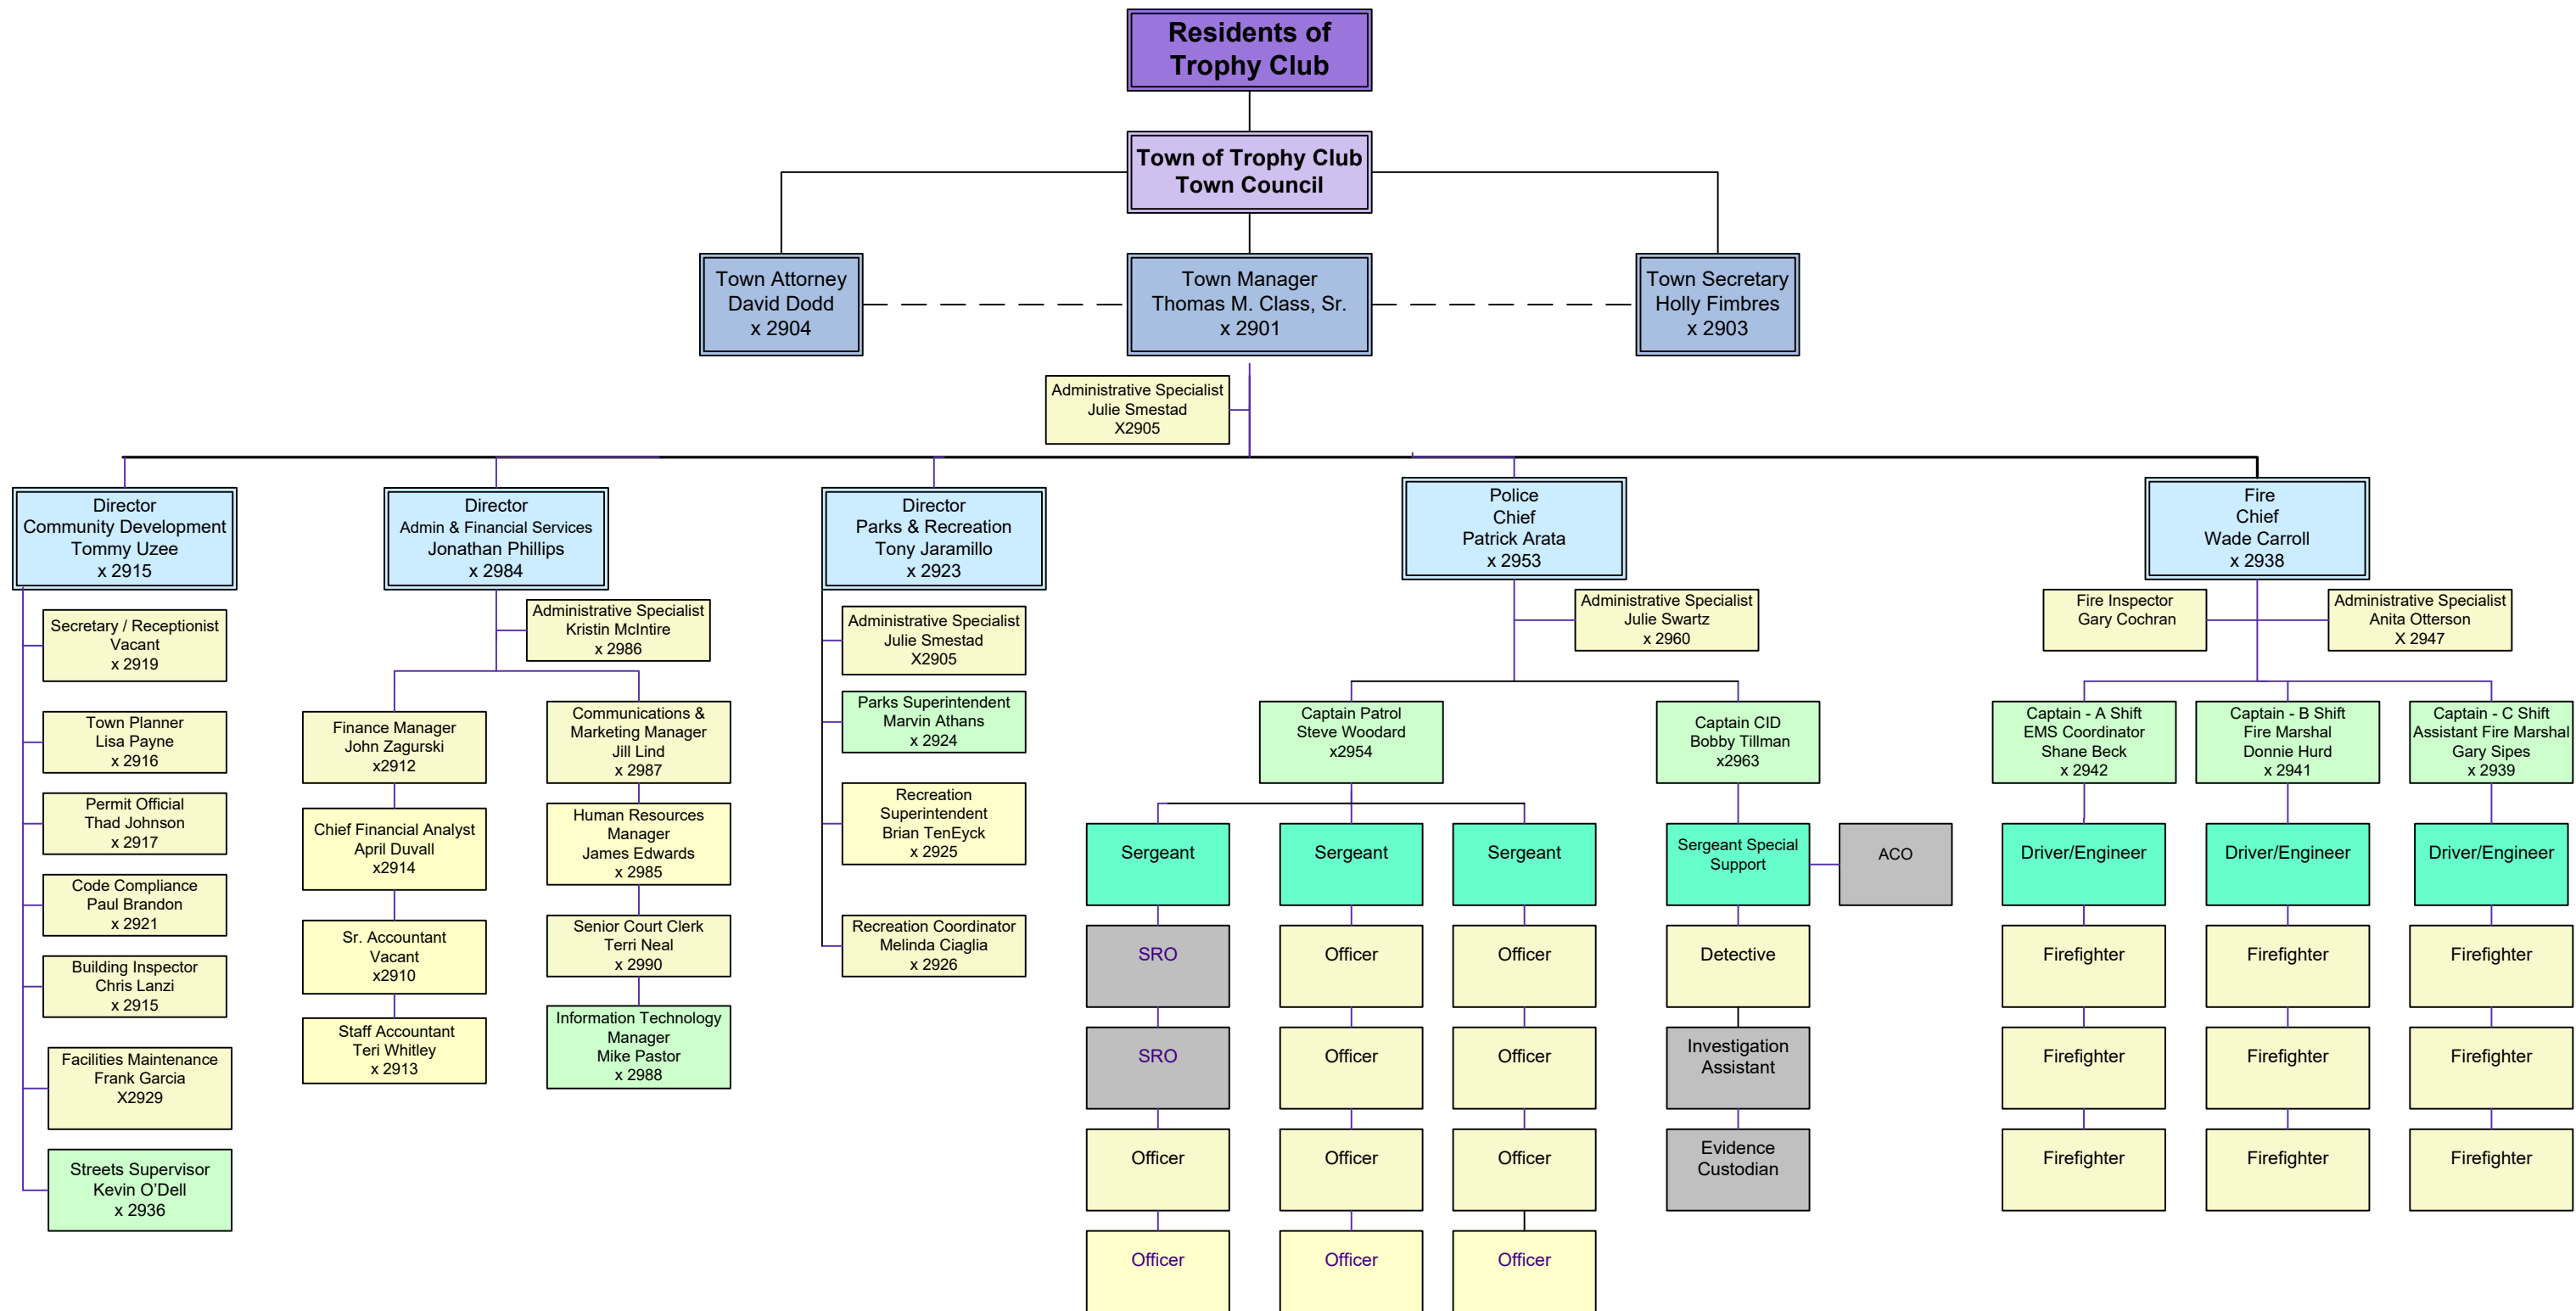 Residents of
Trophy Club
Town of Trophy Club
Town Council
Town Attorney
David Dodd
x 2904
Town Manager
Thomas M. Class, Sr.
x 2901
Town Secretary
Holly Fimbres
x 2903
Administrative Specialist
Julie Smestad
X2905
Director
Community Development
Tommy Uzee
x 2915
Director
Admin & Financial Services
Jonathan Phillips
x 2984
Director
Parks & Recreation
Tony Jaramillo
x 2923
Police
Chief
Patrick Arata
x 2953
Fire
Chief
Wade Carroll
x 2938
Secretary / Receptionist
Vacant
x 2919
Town Planner
Lisa Payne
x 2916
Permit Official
Thad Johnson
x 2917
Code Compliance
Paul Brandon
x 2921
Building Inspector
Chris Lanzi
x 2915
Facilities Maintenance
Frank Garcia
X2929
Streets Supervisor
Kevin O'Dell
x 2936
Administrative Specialist
Kristin McIntire
x 2986
Finance Manager
John Zagurski
x2912
Chief Financial Analyst
April Duvall
x2914
Sr. Accountant
Vacant
x2910
Staff Accountant
Teri Whitley
x 2913
Communications &
Marketing Manager
Jill Lind
x 2987
Human Resources
Manager
James Edwards
x 2985
Senior Court Clerk
Terri Neal
x 2990
Information Technology
Manager
Mike Pastor
x 2988
Administrative Specialist
Julie Smestad
X2905
Parks Superintendent
Marvin Athans
x 2924
Recreation
Superintendent
Brian TenEyck
x 2925
Recreation Coordinator
Melinda Ciaglia
x 2926
Administrative Specialist
Julie Swartz
x 2960
Captain Patrol
Steve Woodard
x2954
Sergeant
SRO
SRO
Officer
Officer
Sergeant
Officer
Officer
Officer
Officer
Sergeant
Officer
Officer
Officer
Officer
Captain CID
Bobby Tillman
x2963
Sergeant Special
Support
ACO
Detective
Investigation
Assistant
Evidence
Custodian
Fire Inspector
Gary Cochran
Administrative Specialist
Anita Otterson
X 2947
Captain - A Shift
EMS Coordinator
Shane Beck
x 2942
Driver/Engineer
Firefighter
Firefighter
Firefighter
Captain - B Shift
Fire Marshal
Donnie Hurd
x 2941
Driver/Engineer
Firefighter
Firefighter
Firefighter
Captain - C Shift
Assistant Fire Marshal
Gary Sipes
x 2939
Driver/Engineer
Firefighter
Firefighter
Firefighter